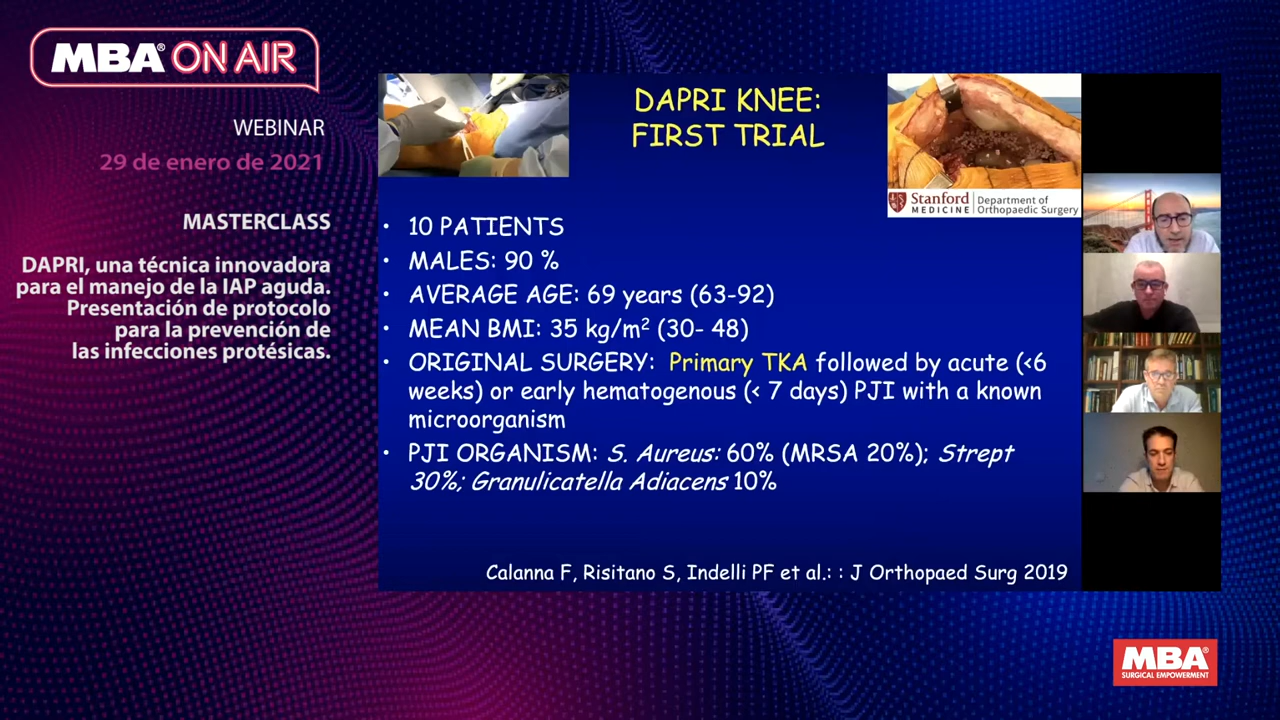 MBA® ON AIR
WEBINAR
29 de enero de 2021
MASTERCLASS
DAPRI, una técnica innovadora
para el manejo de la IAP aguda.
Presentación de protocolo
para la prevención de
las infecciones protésicas.
DAPRI KNEE:
FIRST TRIAL
Stanford
MEDICINE
Department of
Orthopaedic Surgery
• 10 PATIENTS
• MALES: 90 %
• AVERAGE AGE: 69 years (63-92)
• MEAN BMI: 35 kg/m² (30- 48)
• ORIGINAL SURGERY: Primary TKA followed by acute (<6
weeks) or early hematogenous (< 7 days) PJI with a known
microorganism
• PJI ORGANISM: S. Aureus: 60% (MRSA 20%); Strept
30%; Granulicatella Adiacens 10%
Calanna F, Risitano S, Indelli PF et al.: : J Orthopaed Surg 2019
MBA®
SURGICAL EMPOWERMENT